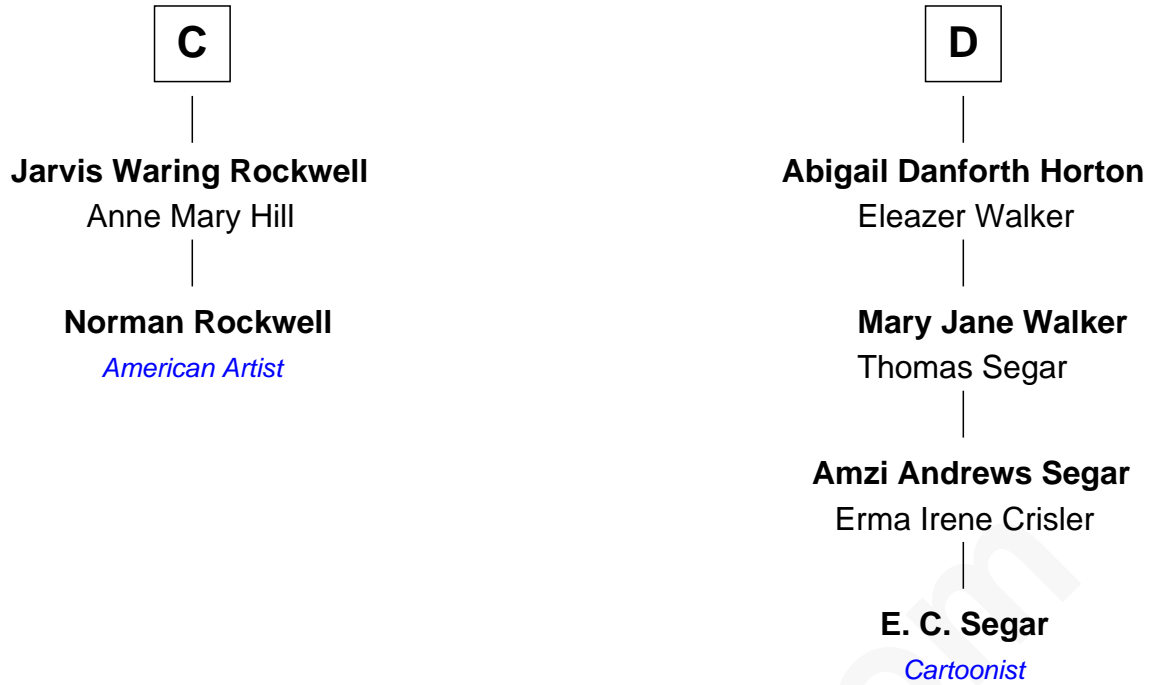 C
Jarvis Waring Rockwell
Anne Mary Hill
Norman Rockwell
American Artist
D
Abigail Danforth Horton
Eleazer Walker
Mary Jane Walker
Thomas Segar
Amzi Andrews Segar
Erma Irene Crisler
E. C. Segar
Cartoonist